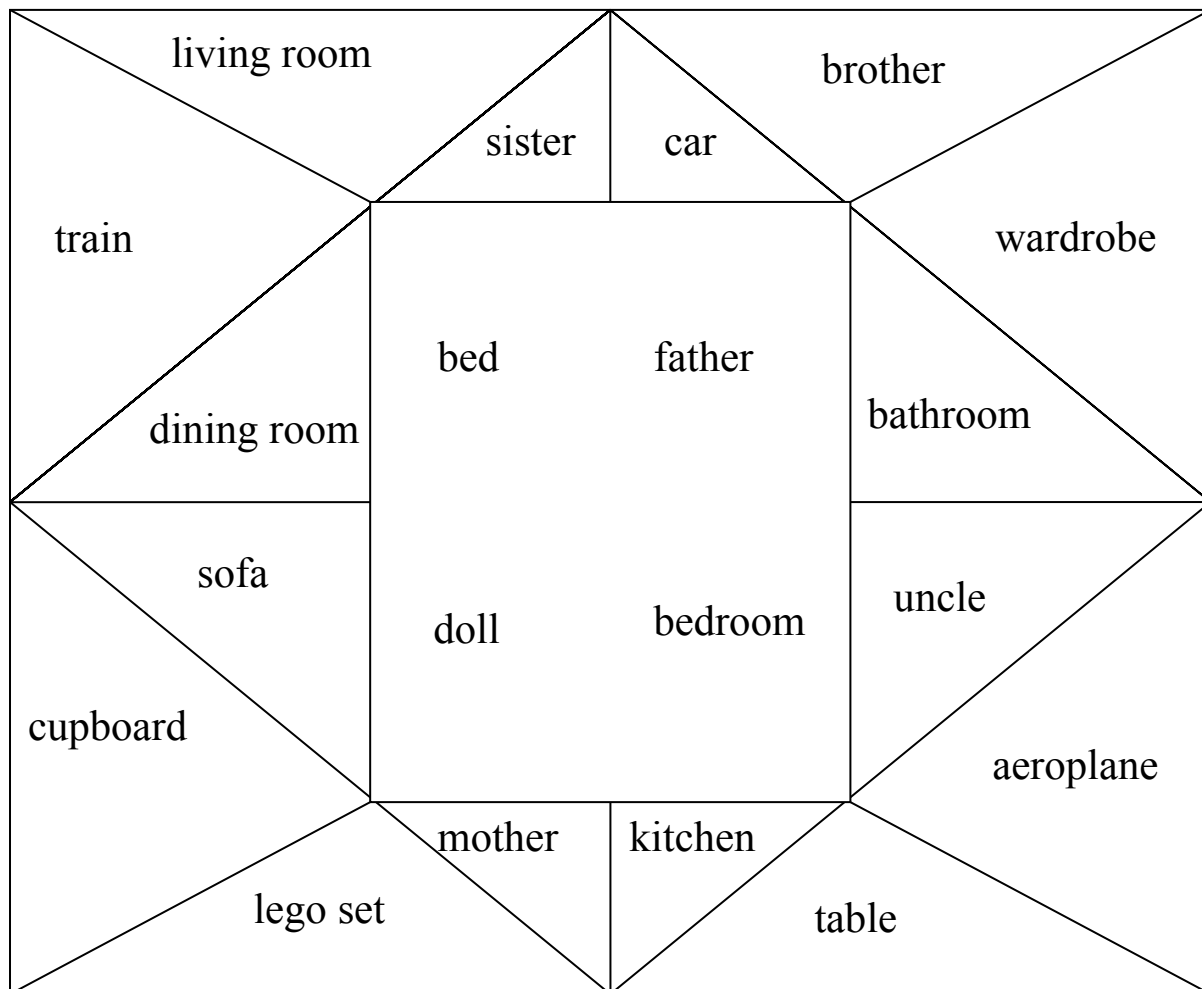 living room
brother
sister
car
train
wardrobe
bed
father
dining room
bathroom
sofa
uncle
doll
bedroom
cupboard
aeroplane
mother
kitchen
lego set
table